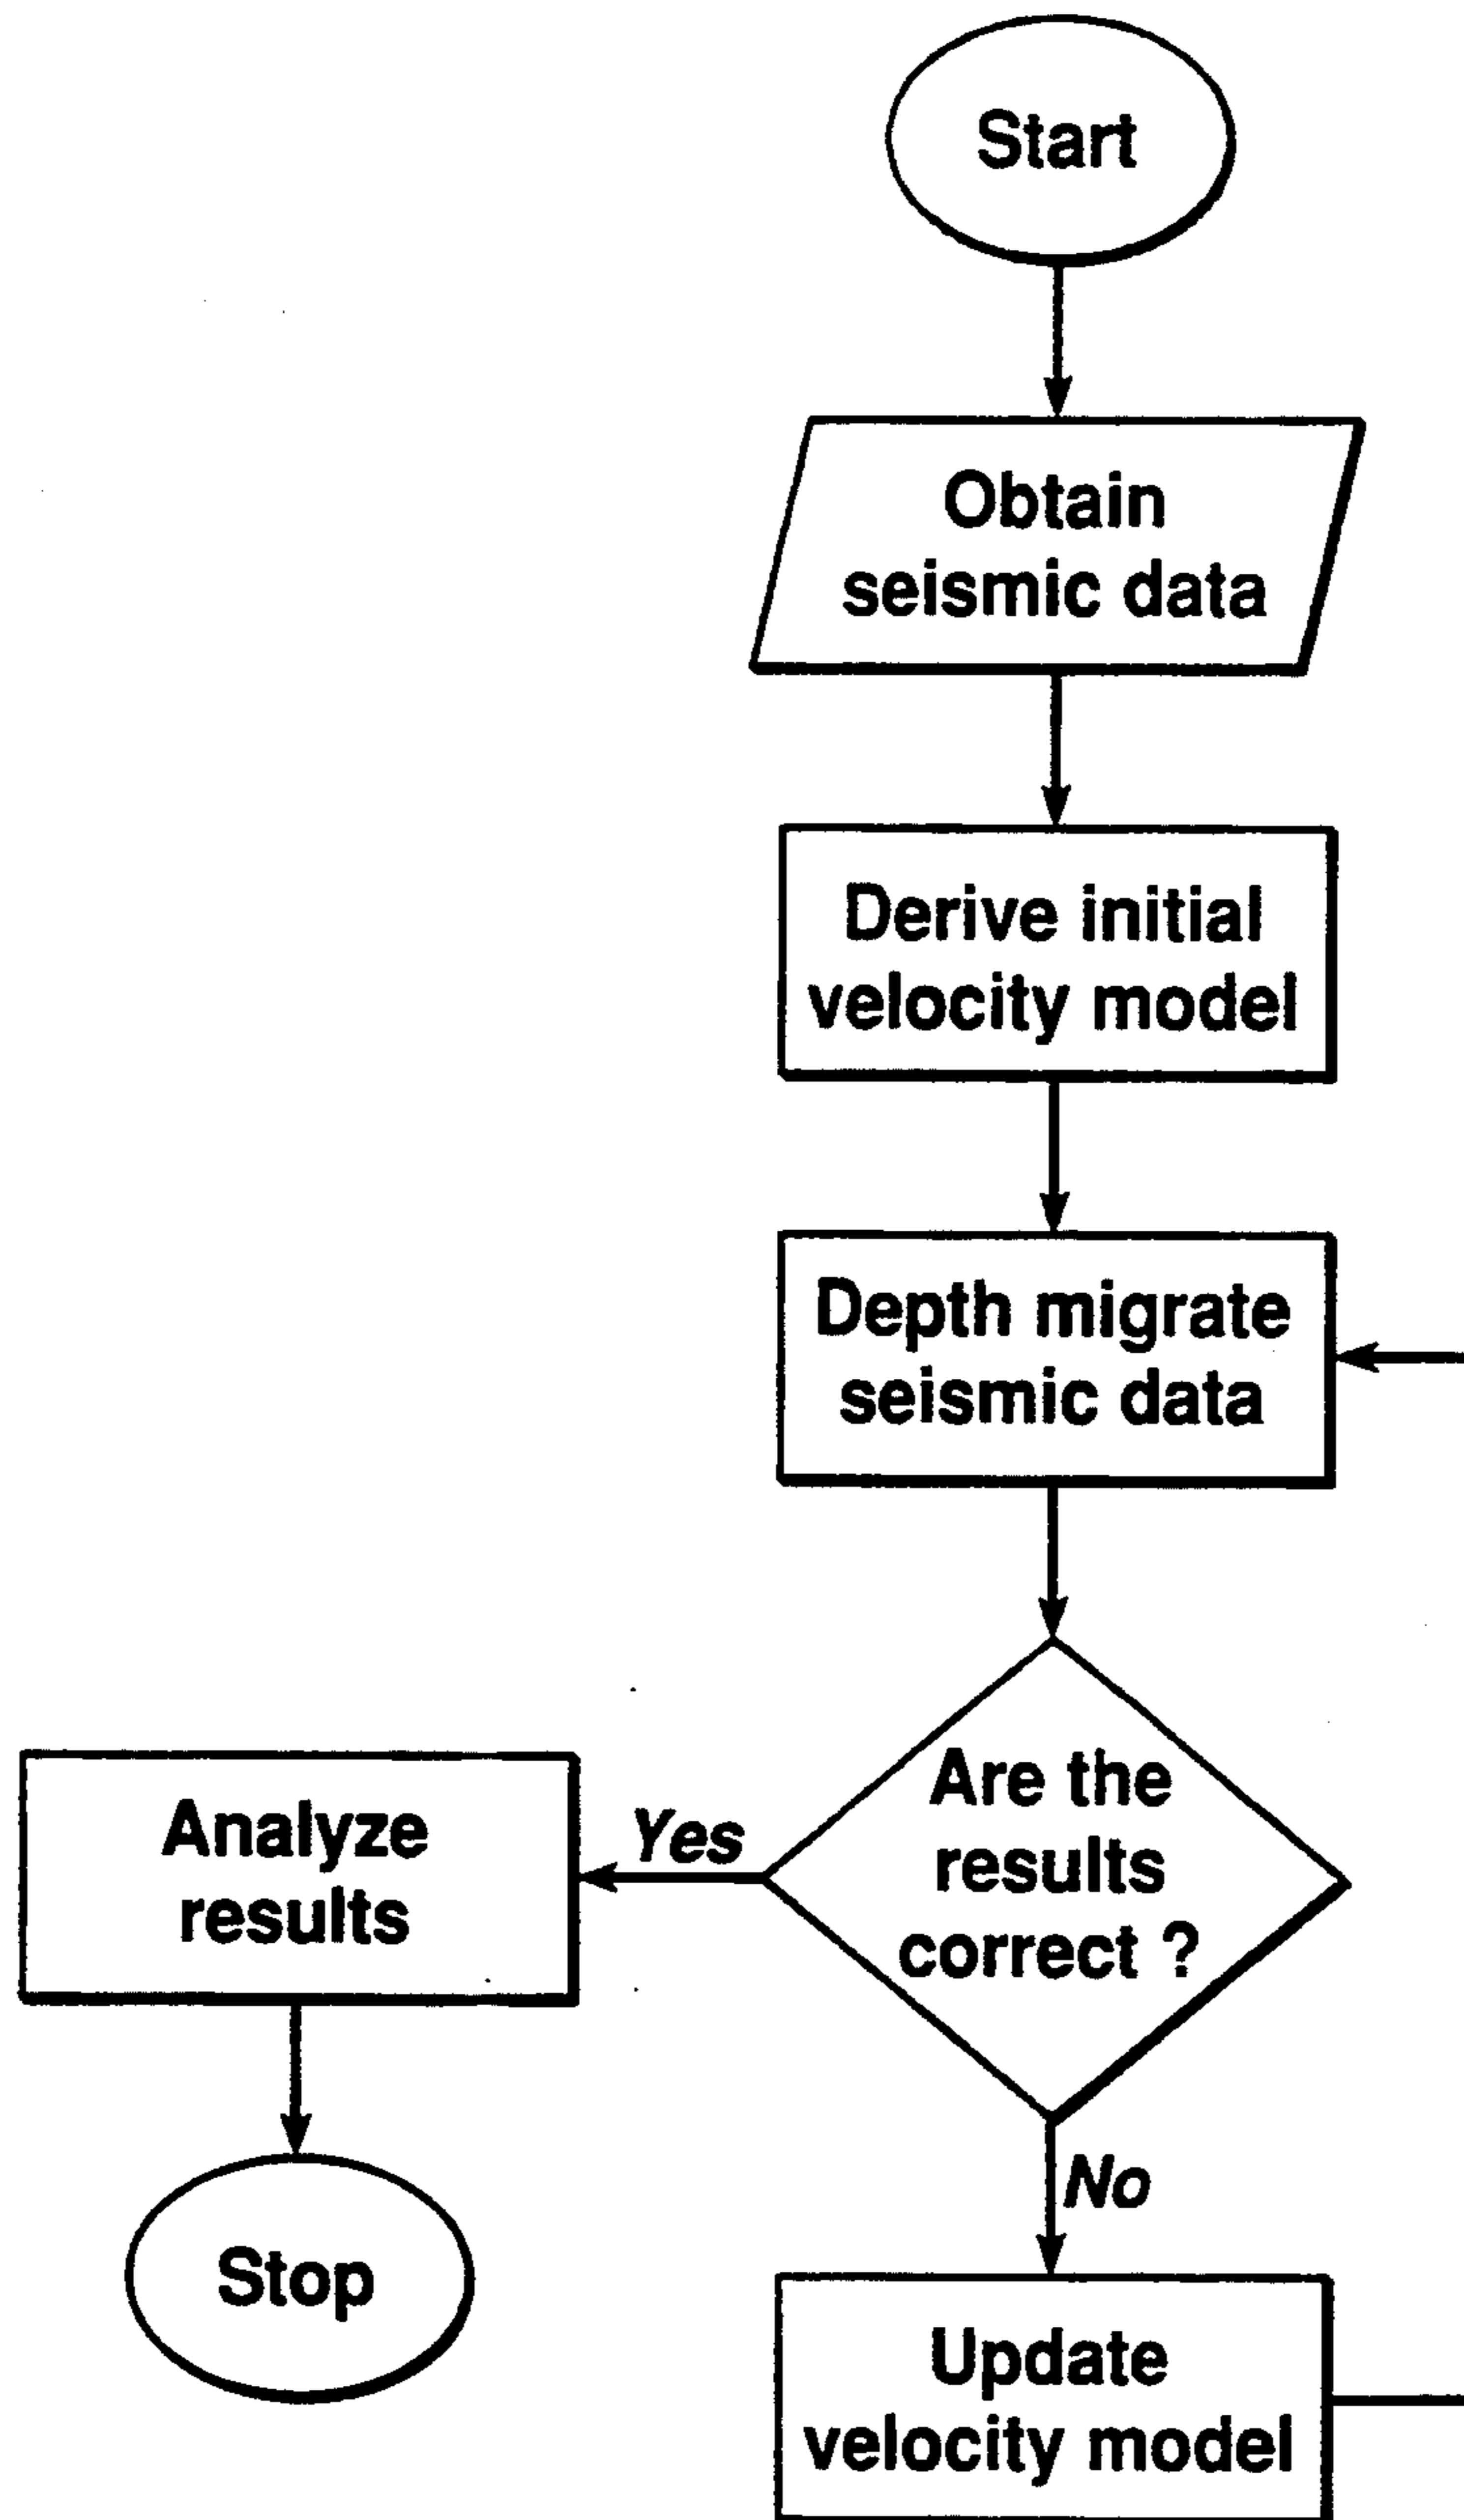 Start
Obtain
seismic data
Derive initial
velocity model
Depth migrate
seismic data
Are the
results
correct ?
Yes
Analyze
results
Stop
No
Update
velocity model